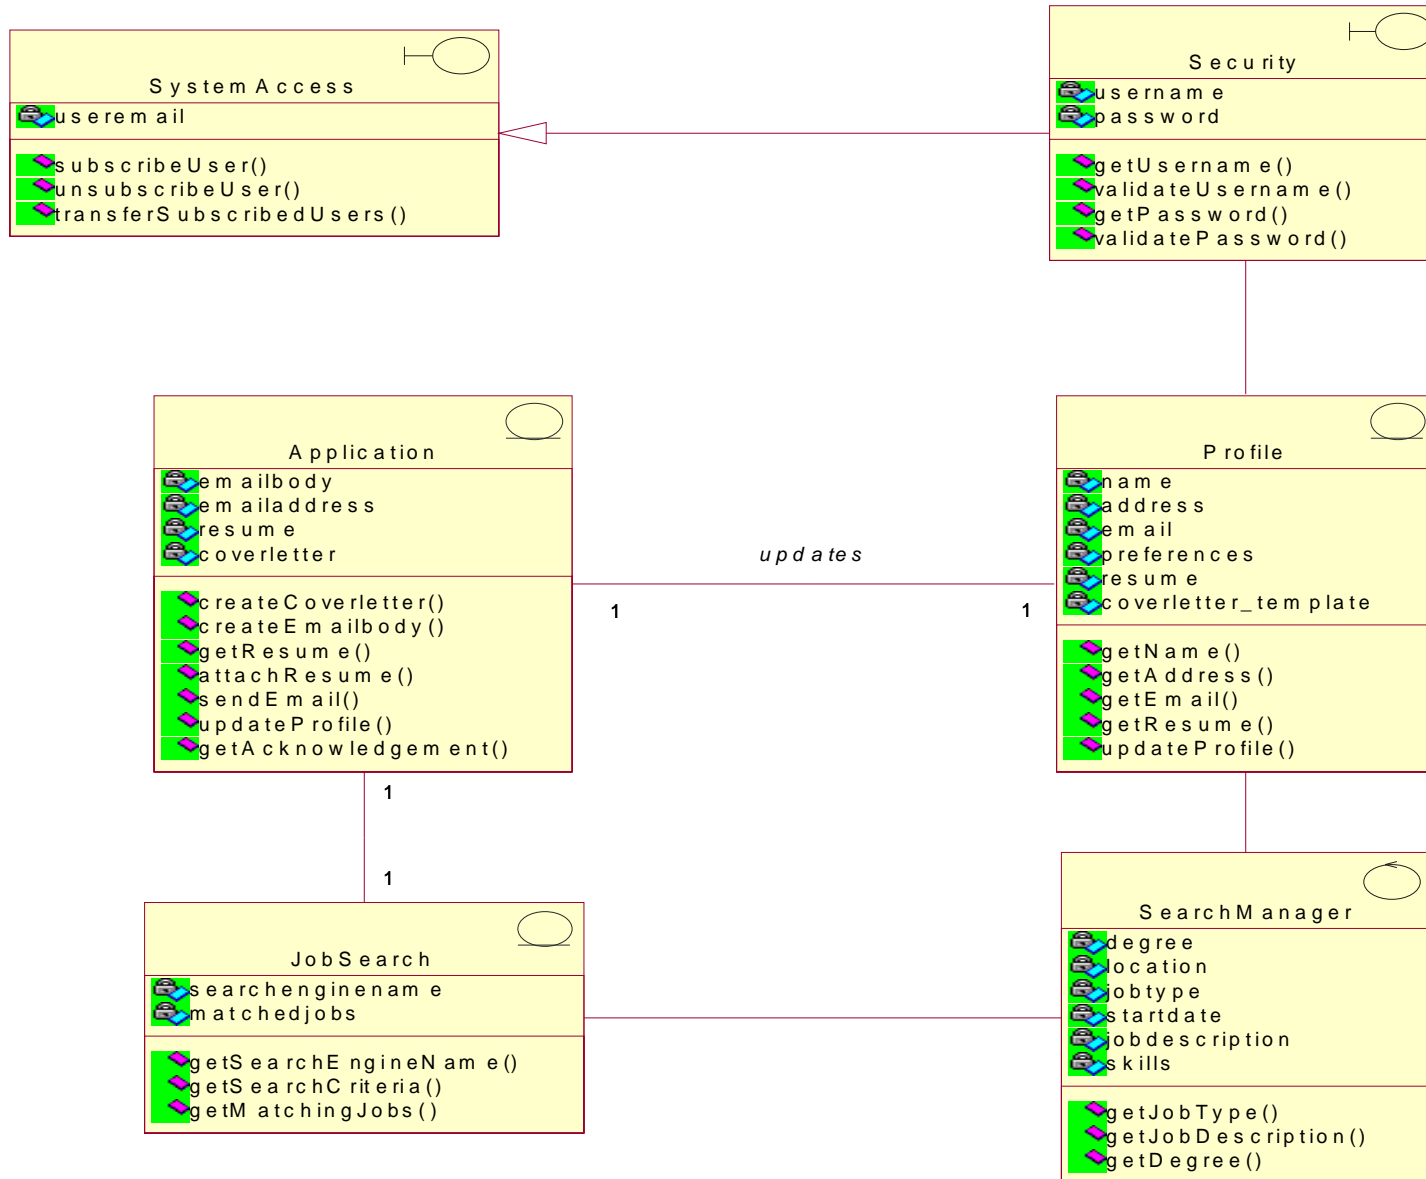 SystemAccess
useremail
subscribeUser()
unsubscribeUser()
transferSubscribedUsers()
Security
username
password
getUsername()
validateUsername()
getPassword()
validatePassword()
Application
emailbody
emailaddress
resume
coverletter
createCoverletter()
createEmailbody()
getResume()
attachResume()
sendEmail()
updateProfile()
getAcknowledgement()
updates
1
1
Profile
name
address
email
preferences
resume
coverletter_template
getName()
getAddress()
getEmail()
getResume()
updateProfile()
1
1
JobSearch
searchenginename
matchedjobs
getSearchEngineName()
getSearchCriteria()
getMatchingJobs()
SearchManager
degree
location
jobtype
startdate
jobdescription
skills
getJobType()
getJobDescription()
getDegree()